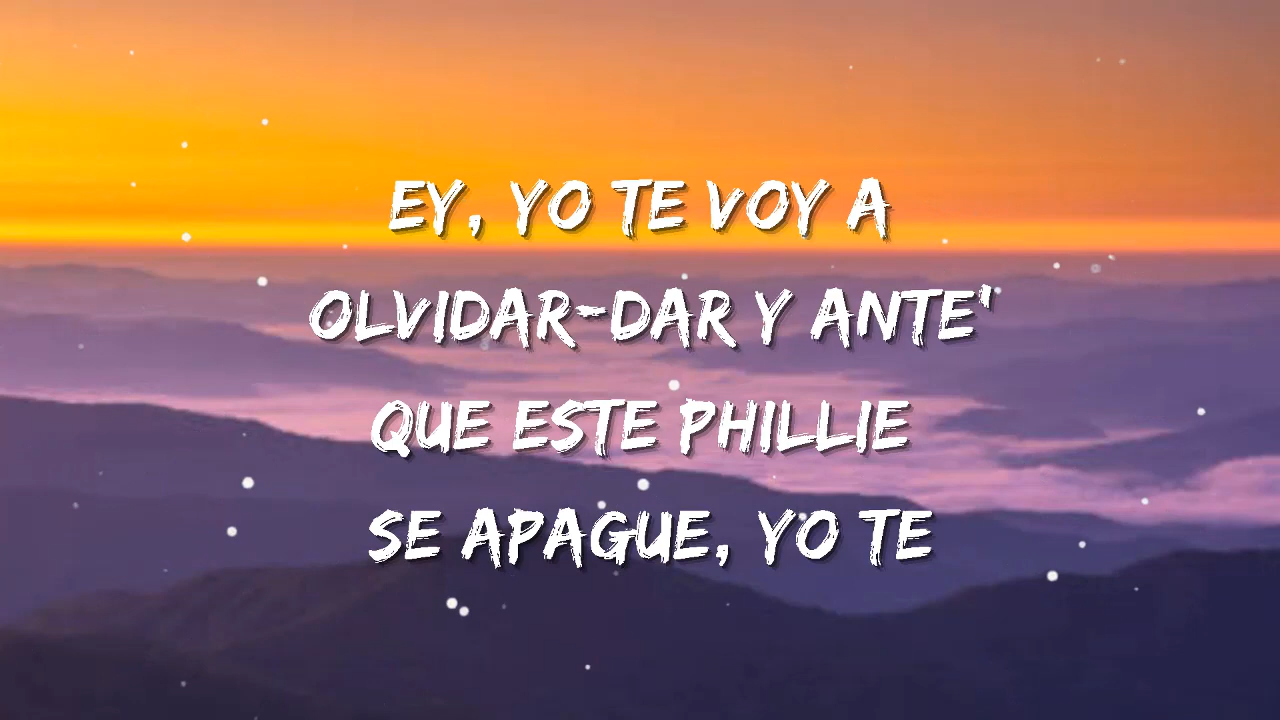 EY, YO TE VOY A
OLVIDAR-DAR Y ANTE'
QUE ESTE PHILLIE
SE APAGUE, YO TE